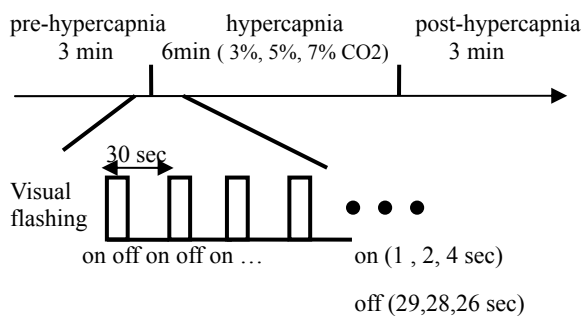 pre-hypercapnia hypercapnia post-hypercapnia
3 min 6min ( 3%, 5%, 7% CO2) 3 min
30 sec
Visual
flashing
on off on off on …
on (1 , 2, 4 sec)
off (29,28,26 sec)